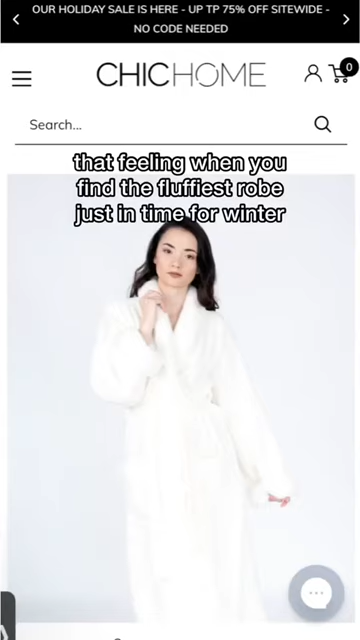 OUR HOLIDAY SALE IS HERE - UP TP 75% OFF SITEWIDE -
NO CODE NEEDED
CHICHOME
0
Search...
that feeling when you
find the fluffiest robe
just in time for winter